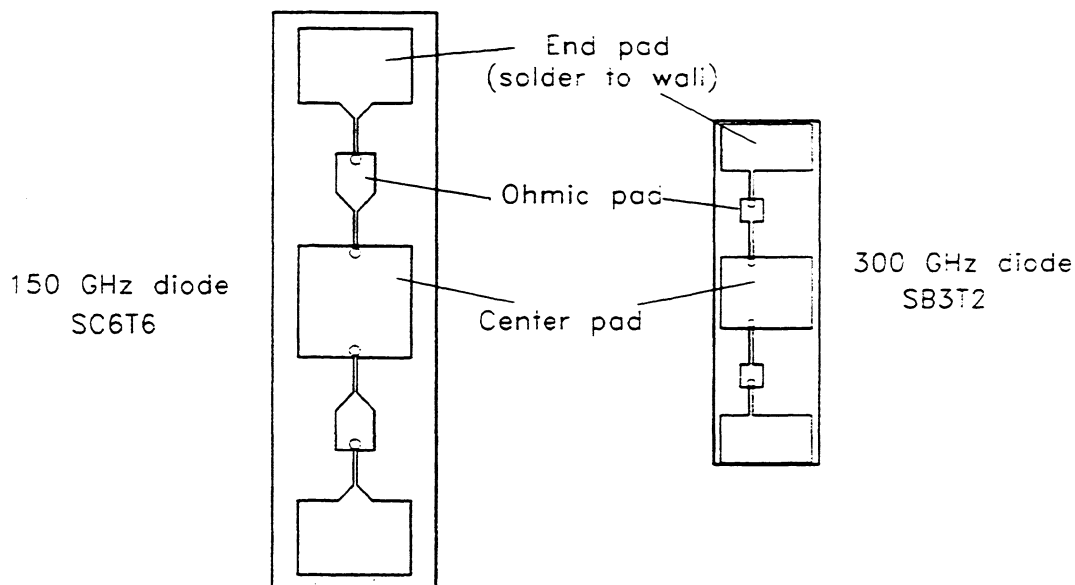 End pad
(solder to wall)
Ohmic pad
150 GHz diode
SC6T6
Center pad
300 GHz diode
SB3T2